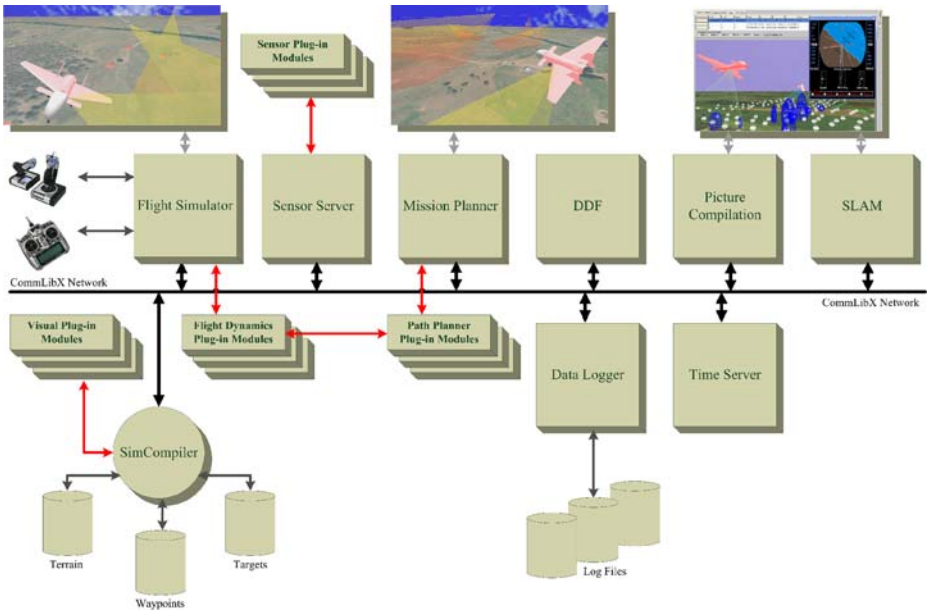 Sensor Plug-in
Modules
Flight Simulator
Sensor Server
Mission Planner
DDF
Picture
Compilation
SLAM
CommLibX Network
CommLibX Network
Visual Plug-in
Modules
Flight Dynamics
Plug-in Modules
Path Planner
Plug-in Modules
Data Logger
Time Server
SimCompiler
Terrain
Waypoints
Targets
Log Files